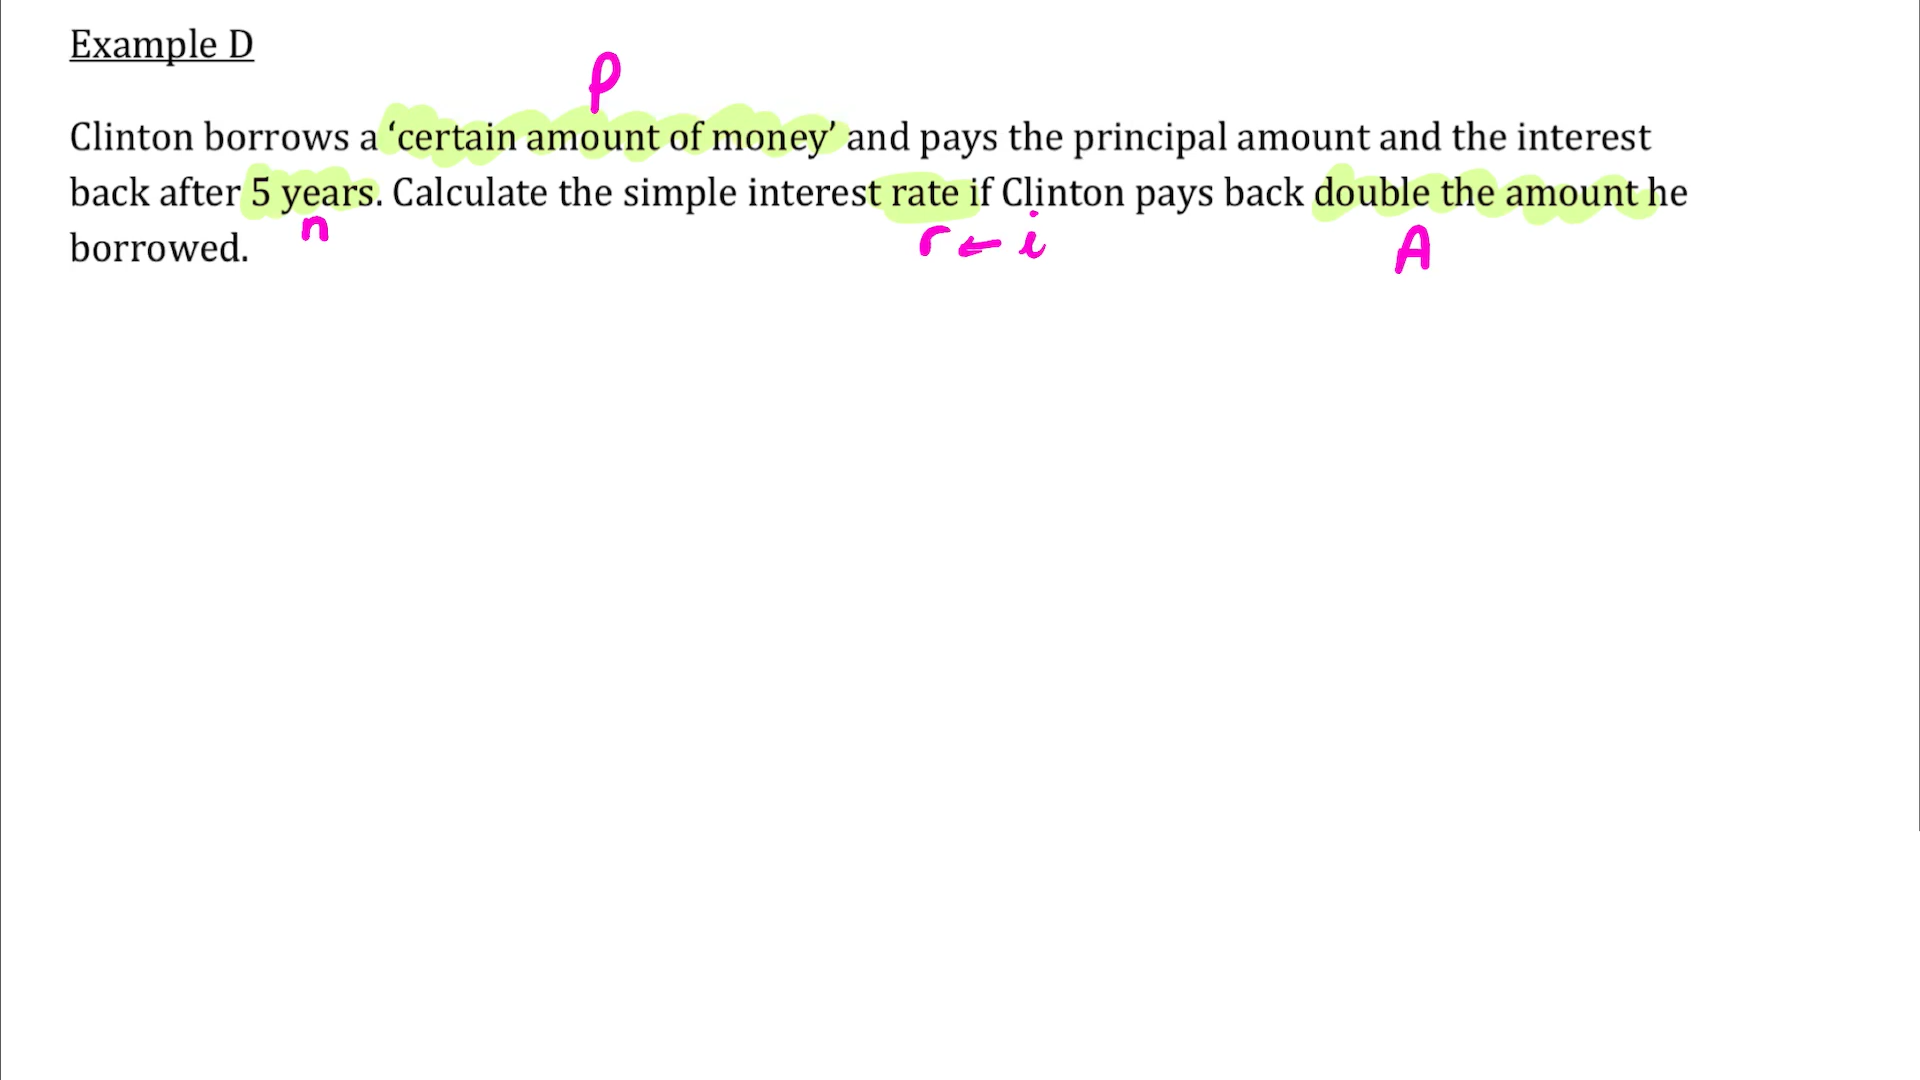 Example D
P
Clinton borrows a ‘certain amount of money’ and pays the principal amount and the interest
back after 5 years. Calculate the simple interest rate if Clinton pays back double the amount he
n r ← i A
borrowed.